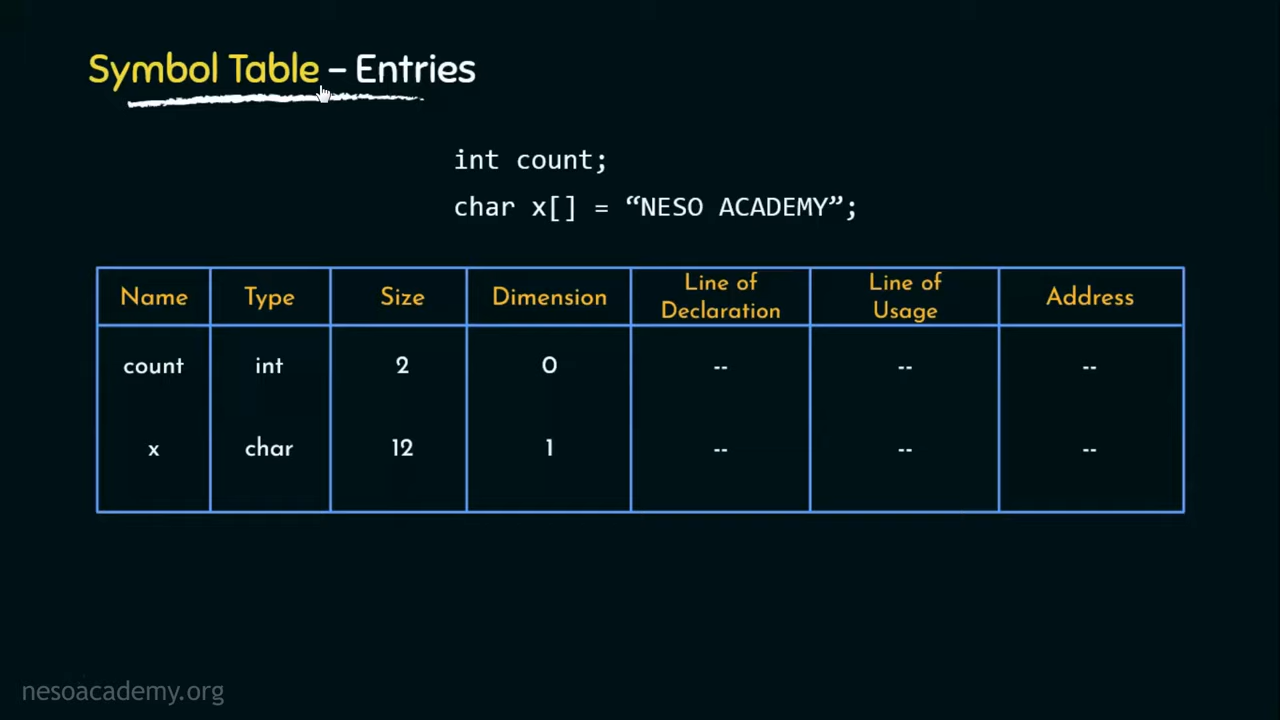 Symbol Table – Entries
int count;
char x[] = “NESO ACADEMY”;
Name Type Size Dimension Line of Declaration Line of Usage Address
count int 2 0 -- -- --
x char 12 1 -- -- --
nesoacademy.org